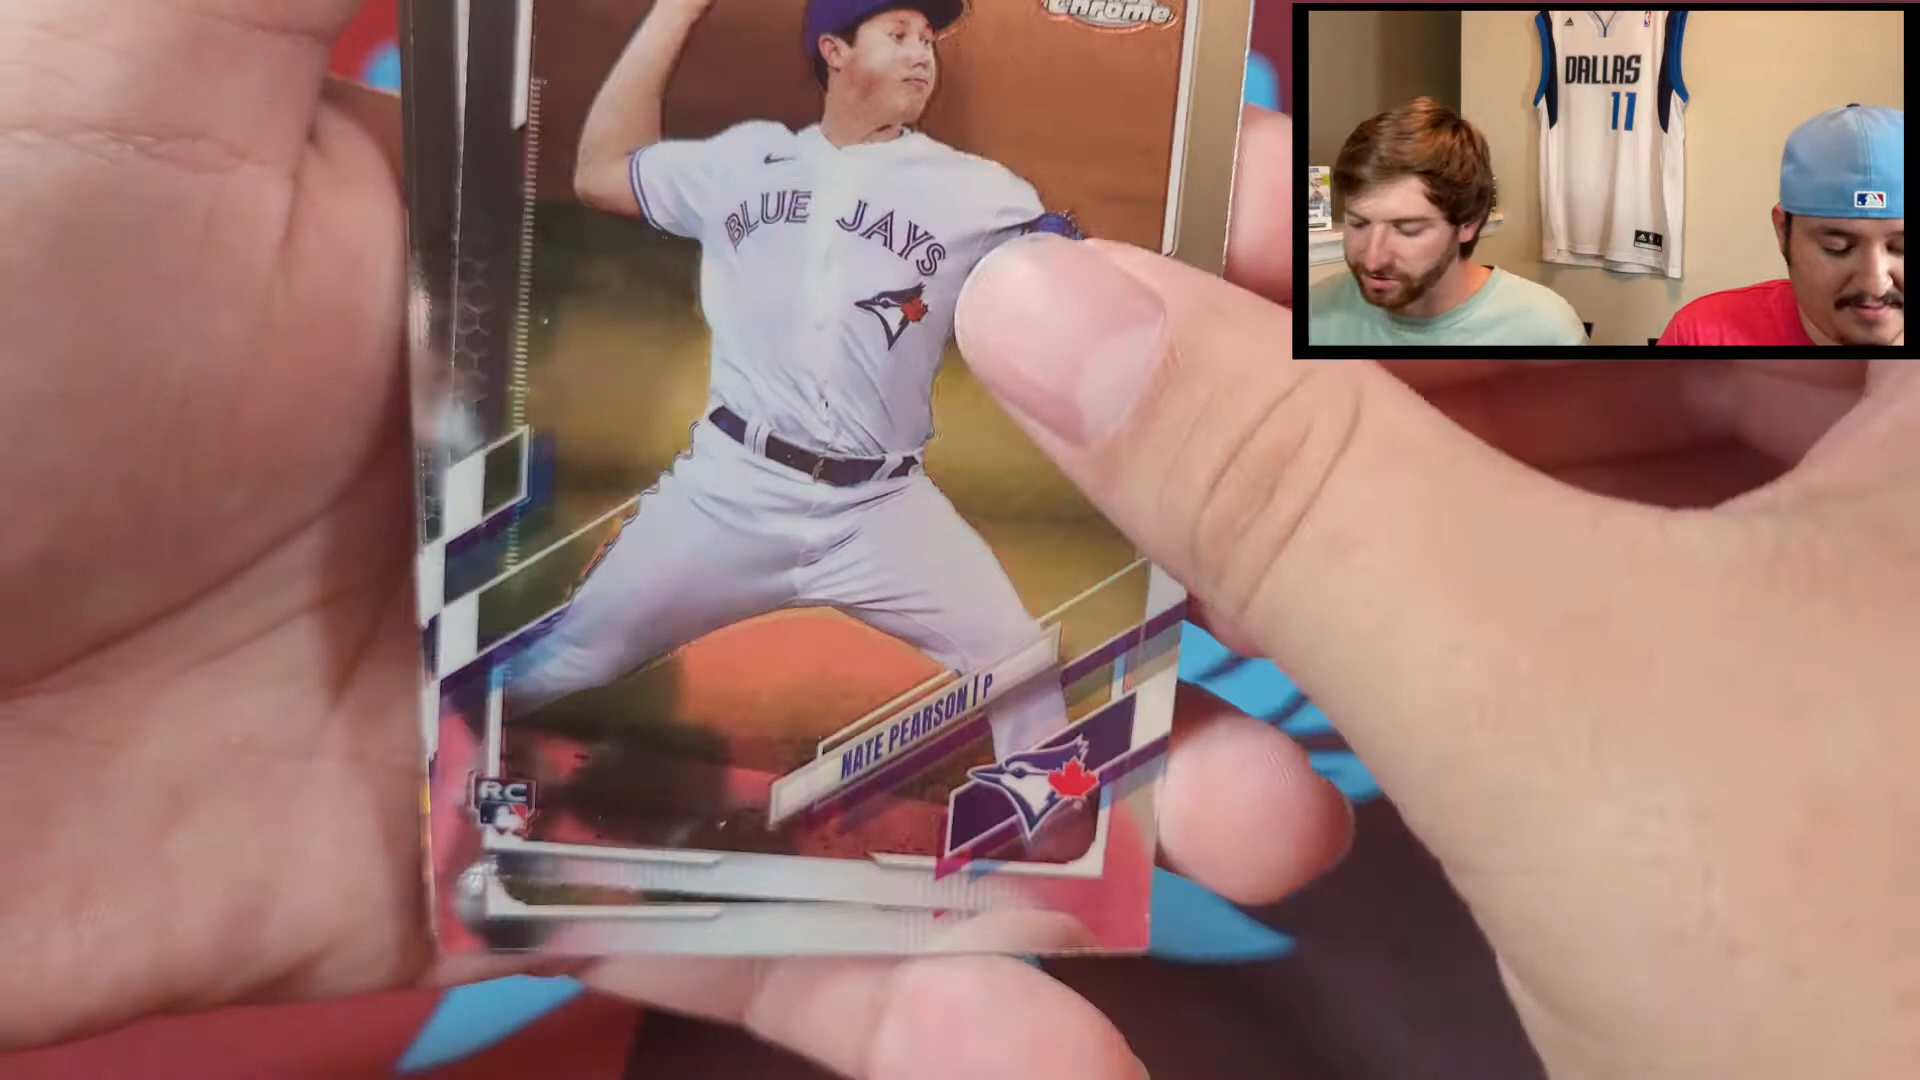 Chrome
BLUE JAYS
NATE PEARSON | P
RC
DALLAS
11